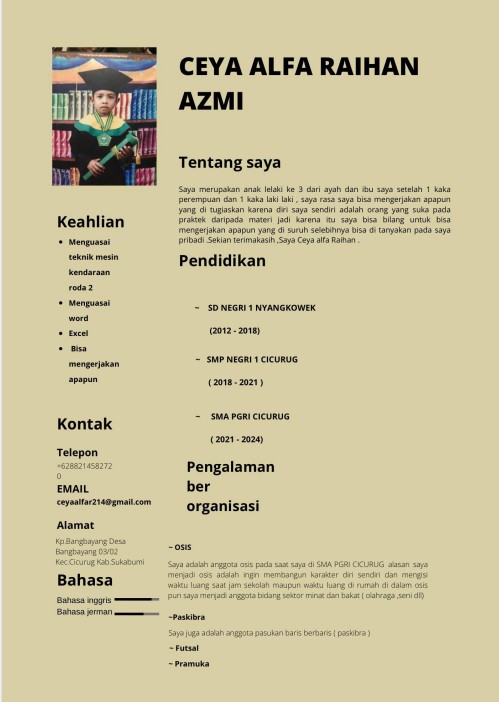 CEYA ALFA RAIHAN
AZMI
Tentang saya
Saya merupakan anak lelaki ke 3 dari ayah dan ibu saya setelah 1 kaka
perempuan dan 1 kaka laki laki , saya rasa saya bisa mengerjakan apapun
yang di tugiaskan karena diri saya sendiri adalah orang yang suka pada
praktek daripada materi jadi karena itu saya bisa bilang untuk bisa
mengerjakan apapun yang di suruh selebihnya bisa di tanyakan pada saya
pribadi .Sekian terimakasih ,Saya Ceya alfa Raihan .
Keahlian
Menguasai
teknik mesin
kendaraan
roda 2
Menguasai
word
Excel
Bisa
mengerjakan
apapun
Kontak
Telepon
+628821458272
0
EMAIL
ceyaalfar214@gmail.com
Alamat
Kp.Bangbayang Desa
Bangbayang 03/02
Kec.Cicurug Kab.Sukabumi
Bahasa
Bahasa inggris
Bahasa jerman
Pendidikan
~ SD NEGRI 1 NYANGKOWEK
(2012 - 2018)
~ SMP NEGRI 1 CICURUG
( 2018 - 2021 )
~ SMA PGRI CICURUG
( 2021 - 2024)
Pengalaman
ber
organisasi
~ OSIS
Saya adalah anggota osis pada saat saya di SMA PGRI CICURUG alasan saya
menjadi osis adalah ingin membangun karakter diri sendiri dan mengisi
waktu luang saat jam sekolah maupun waktu luang di rumah di dalam osis
pun saya menjadi anggota bidang sektor minat dan bakat ( olahraga ,seni dll)
~Paskibra
Saya juga adalah anggota pasukan baris berbaris ( paskibra )
~ Futsal
~ Pramuka